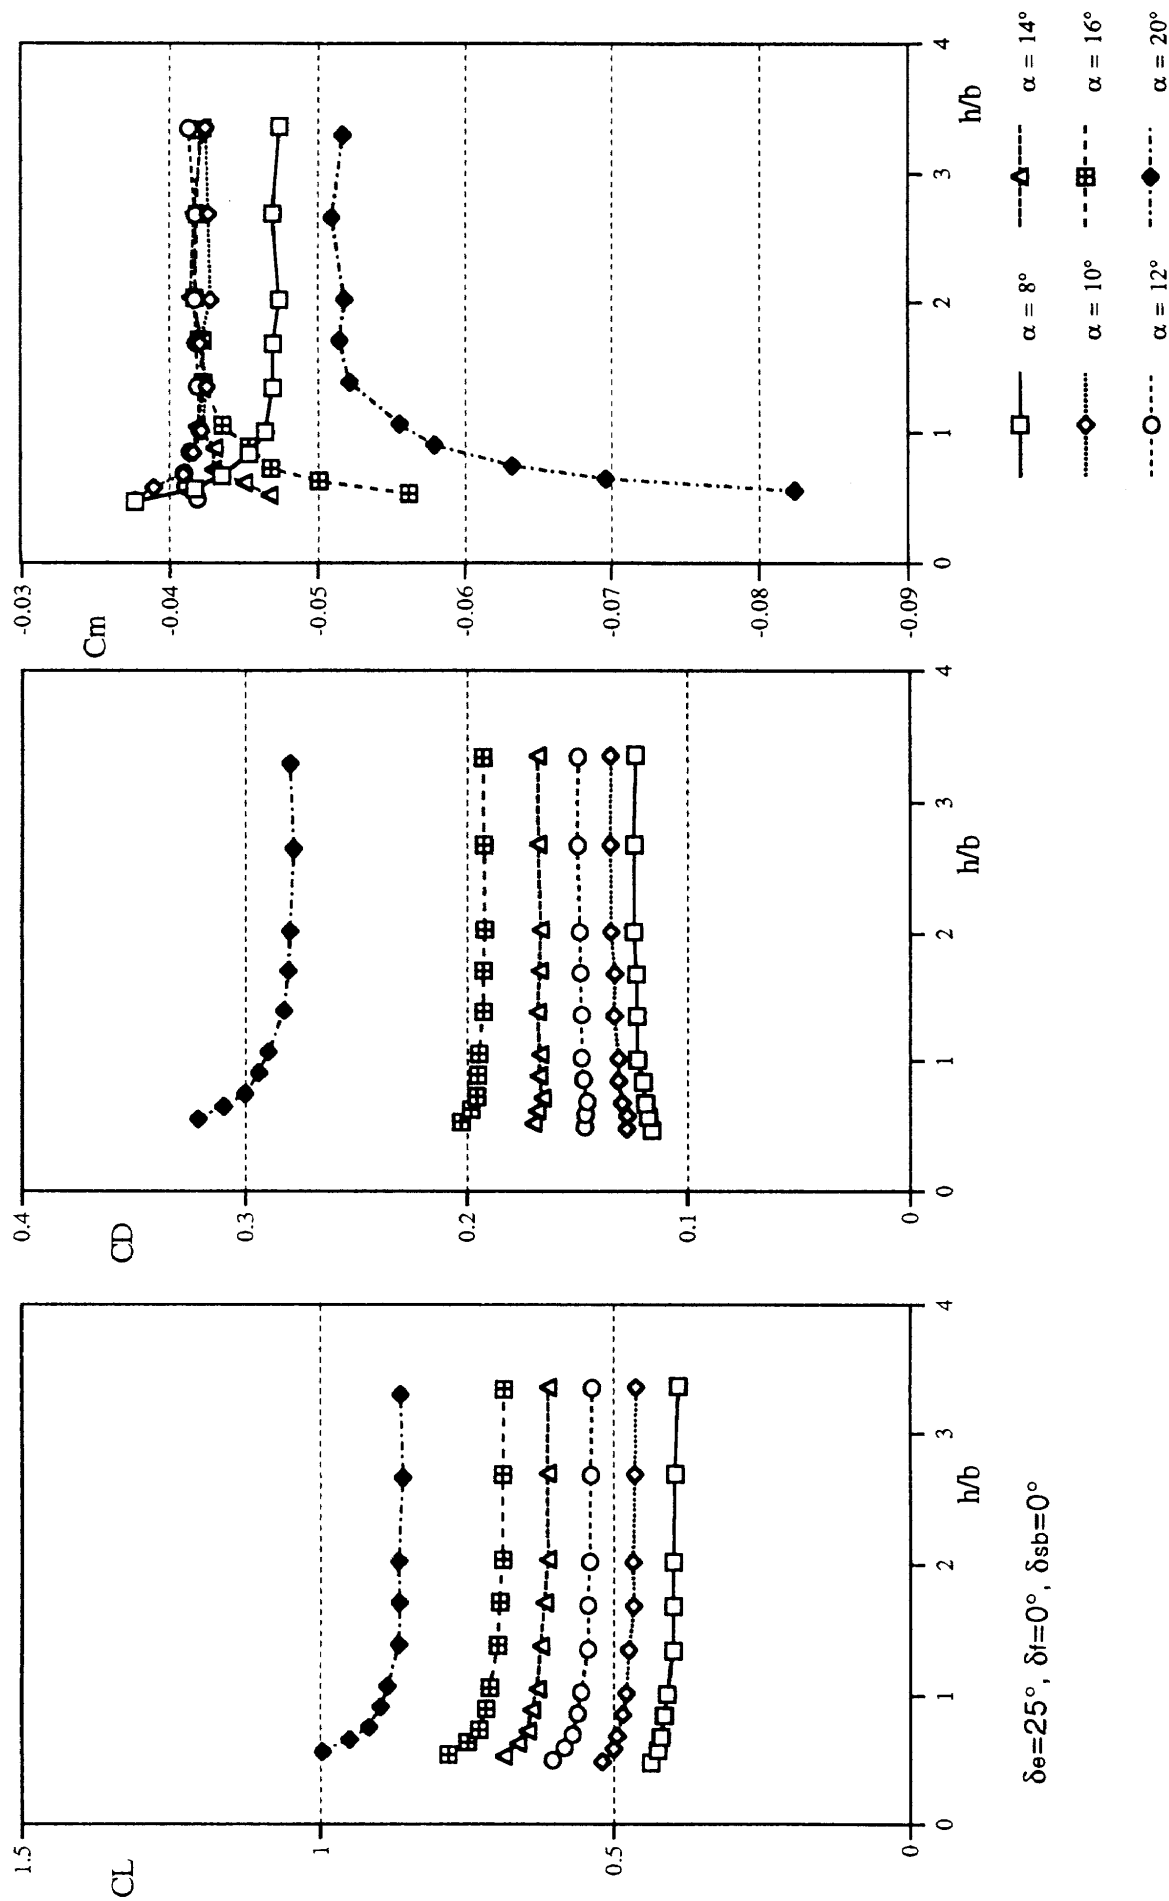 CL
1.5
1
0.5
0
0
1
2
3
4
h/b
CD
0.4
0.3
0.2
0.1
0
0
1
2
3
4
h/b
Cm
-0.03
-0.04
-0.05
-0.06
-0.07
-0.08
-0.09
0
1
2
3
4
h/b
δe=25°, δf=0°, δsb=0°
α = 8°
α = 14°
α = 10°
α = 16°
α = 12°
α = 20°